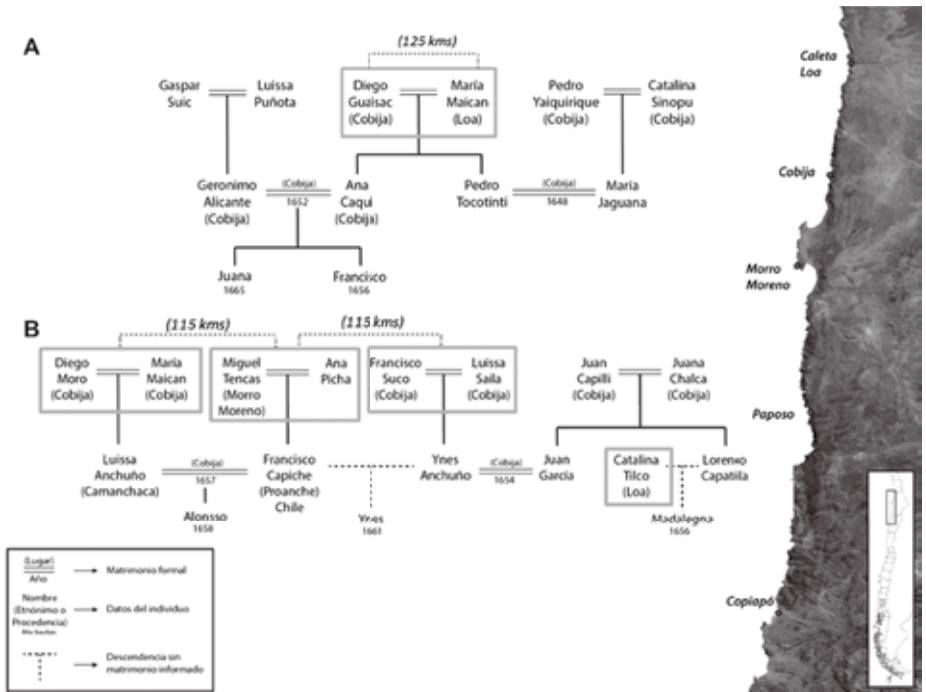 A
(125 kms)
Gaspar
Suic
Luissa
Puñota
Diego
Guaisac
(Cobija)
María
Maican
(Loa)
Pedro
Yaiquirique
(Cobija)
Catalina
Sinopu
(Cobija)
Geronimo
Alicante
(Cobija)
(Cobija)
1652
Ana
Caqui
(Cobija)
Pedro
Tocotinti
(Cobija)
1648
María
Jaguana
Juana
1665
Francisco
1656
B
(115 kms)
(115 kms)
Diego
Moro
(Cobija)
María
Maican
(Cobija)
Miguel
Tencas
(Morro
Moreno)
Ana
Picha
Francisco
Suco
(Cobija)
Luissa
Saila
(Cobija)
Juan
Capilli
(Cobija)
Juana
Chalca
(Cobija)
Luissa
Anchuño
(Camanchaca)
(Cobija)
1657
Francisco
Capiche
(Proanche)
Chile
Ynes
Anchuño
(Cobija)
1654
Juan
García
Catalina
Tilco
(Loa)
Lorenxo
Capatiila
Alonsso
1658
Ynes
1661
Madalegna
1656
(Lugar)
Año
Matrimonio formal
Nombre
(Etnónimo o
Procedencia)
Datos del individuo
Descendencia sin
matrimonio informado
Caleta
Loa
Cobija
Morro
Moreno
Paposo
Copiapó